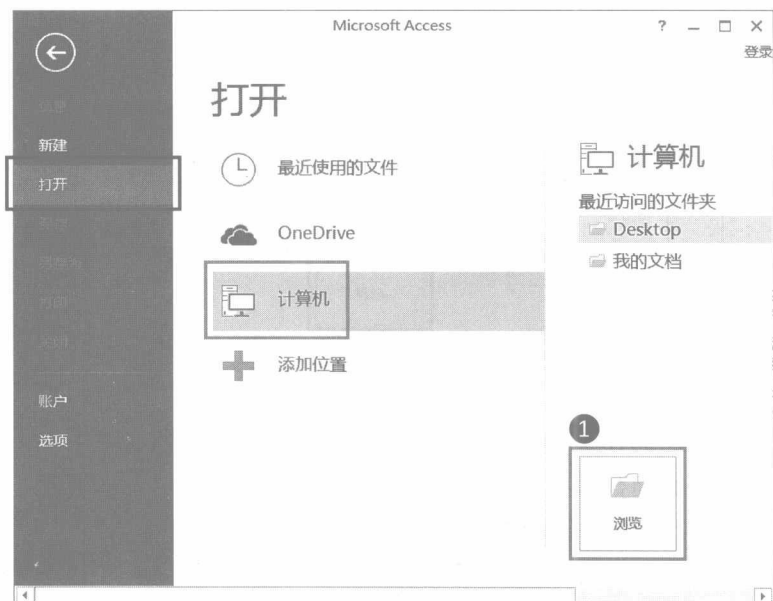 Microsoft Access
? — □ ×
登录
打开
新建
打开
账户
选项
最近使用的文件
OneDrive
计算机
添加位置
计算机
最近访问的文件夹
Desktop
我的文档
1
浏览